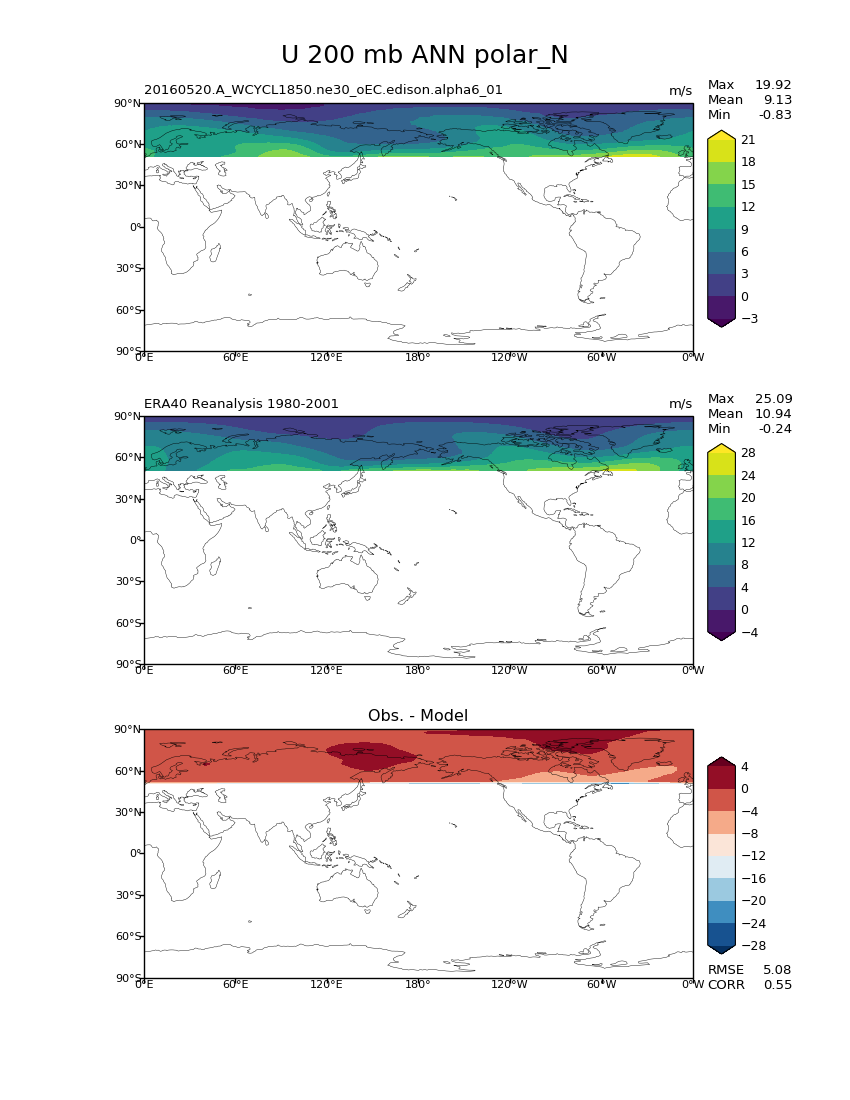 U 200 mb ANN polar_N
20160520.A_WCYCL1850.ne30_oEC.edison.alpha6_01
m/s
Max 19.92
Mean 9.13
Min -0.83
90°N
60°N
30°N
0°
30°S
60°S
90°S
0°E 60°E 120°E 180° 120°W 60°W 0°W
21
18
15
12
9
6
3
0
−3
ERA40 Reanalysis 1980-2001
m/s
Max 25.09
Mean 10.94
Min -0.24
90°N
60°N
30°N
0°
30°S
60°S
90°S
0°E 60°E 120°E 180° 120°W 60°W 0°W
28
24
20
16
12
8
4
0
−4
Obs. - Model
90°N
60°N
30°N
0°
30°S
60°S
90°S
0°E 60°E 120°E 180° 120°W 60°W 0°W
4
0
−4
−8
−12
−16
−20
−24
−28
RMSE 5.08
CORR 0.55